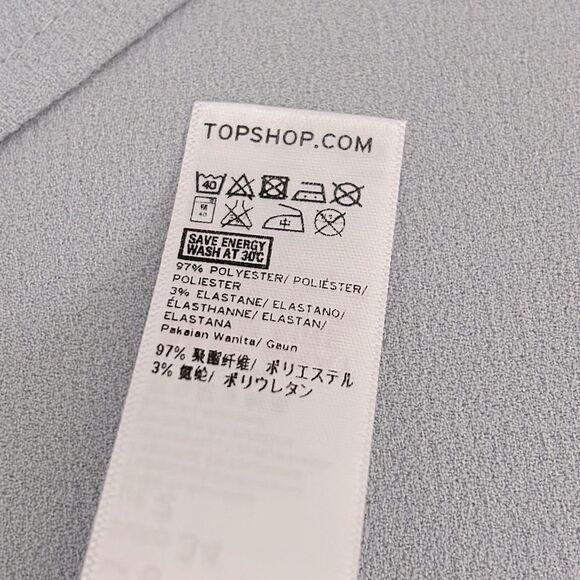 TOPSHOP.COM
40
SAVE ENERGY
WASH AT 30°C
97% POLYESTER/ POLIÉSTER/
POLIESTER
3% ELASTANE/ ELASTANO/
ÉLASTHANNE/ ELASTAN/
ELASTANA
Pakaian Wanita/ Gaun
97% 聚酯纤维/ ポリエステル
3% 氨纶/ ポリウレタン